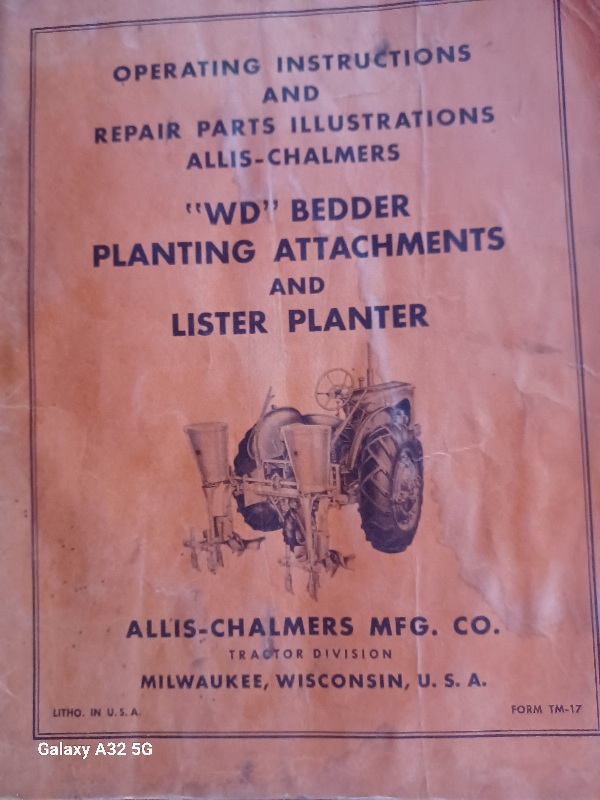 OPERATING INSTRUCTIONS
AND
REPAIR PARTS ILLUSTRATIONS
ALLIS-CHALMERS
"WD" BEDDER
PLANTING ATTACHMENTS
AND
LISTER PLANTER
ALLIS-CHALMERS MFG. CO.
TRACTOR DIVISION
MILWAUKEE, WISCONSIN, U. S. A.
LITHO. IN U. S. A.
FORM TM-17
Galaxy A32 5G